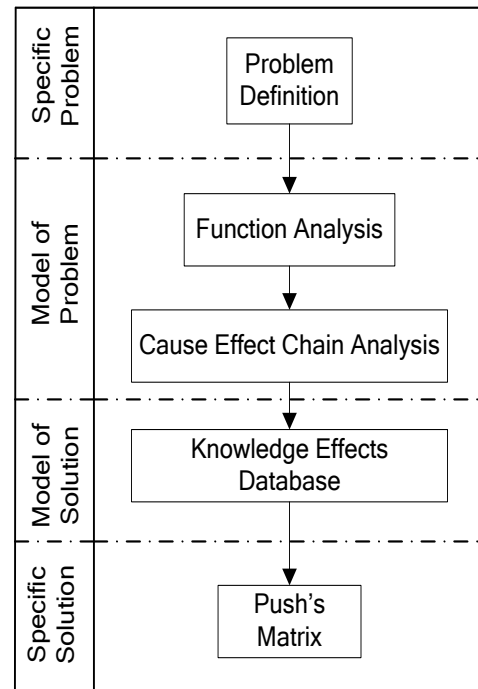 Specific
Problem
Problem
Definition
Model of
Problem
Function Analysis
Cause Effect Chain Analysis
Model of
Solution
Knowledge Effects
Database
Specific
Solution
Push's
Matrix